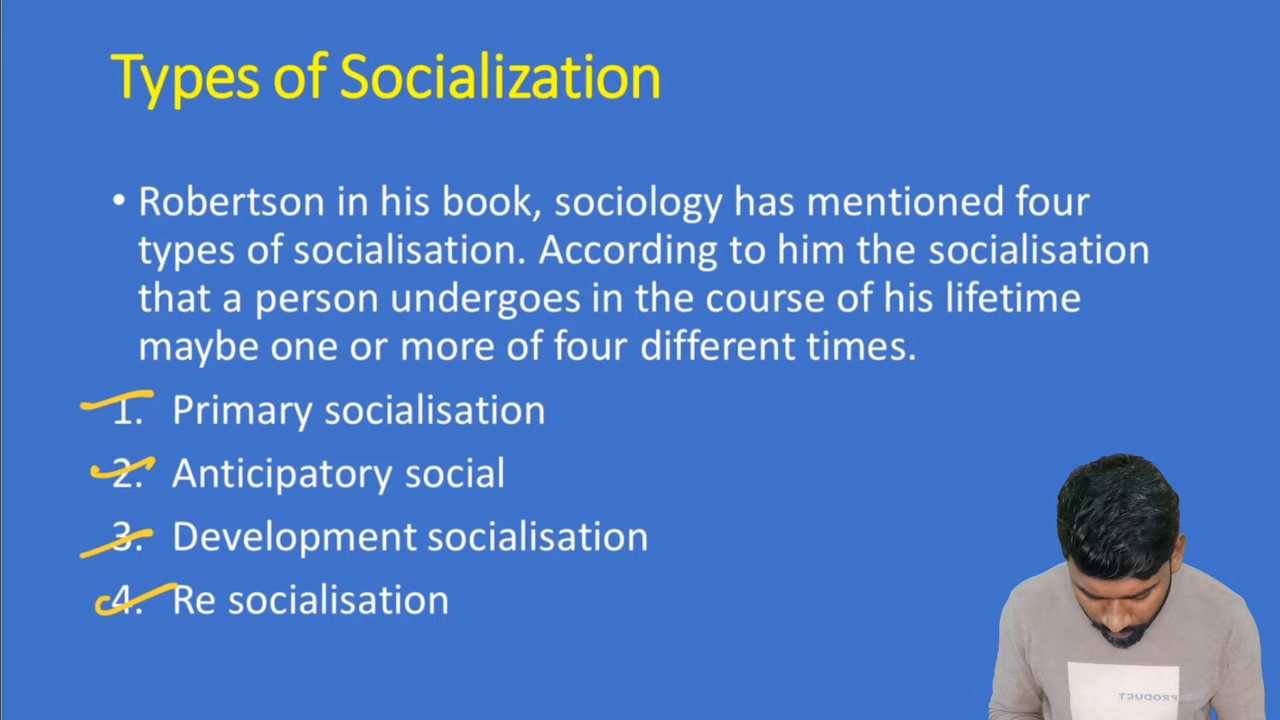 Types of Socialization
• Robertson in his book, sociology has mentioned four
types of socialisation. According to him the socialisation
that a person undergoes in the course of his lifetime
maybe one or more of four different times.
1. Primary socialisation
2. Anticipatory social
3. Development socialisation
4. Re socialisation
PRODUCT